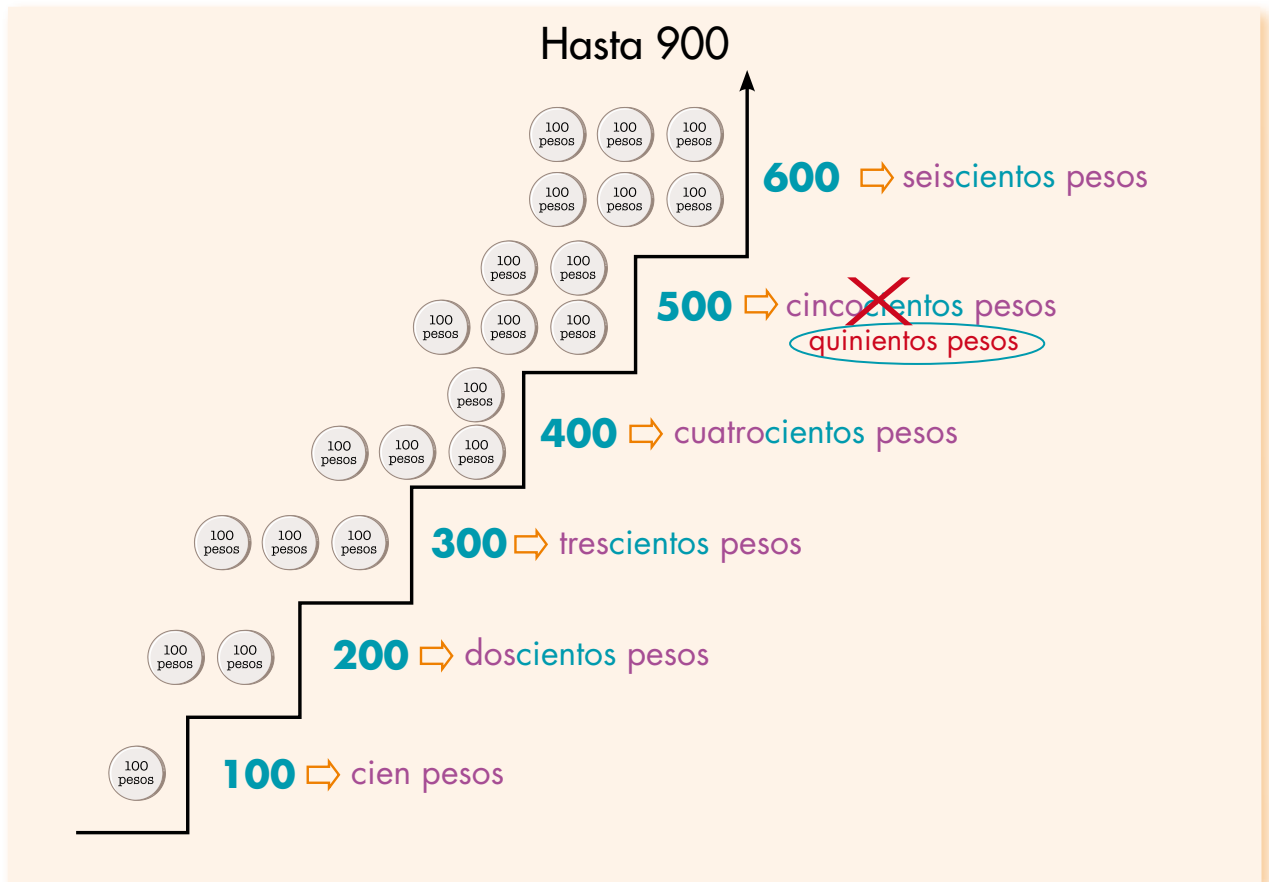 Hasta 900
100 pesos
100 pesos
100 pesos
100 pesos
100 pesos
100 pesos
600 seiscientos pesos
100 pesos
100 pesos
100 pesos
100 pesos
100 pesos
500 cincocientos pesos
quinientos pesos
100 pesos
100 pesos
100 pesos
100 pesos
400 cuatrocientos pesos
100 pesos
100 pesos
100 pesos
300 trescientos pesos
100 pesos
100 pesos
200 doscientos pesos
100 pesos
100 cien pesos